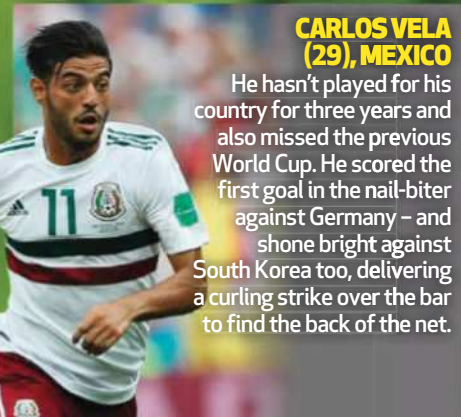 CARLOS VELA
(29), MEXICO
He hasn't played for his
country for three years and
also missed the previous
World Cup. He scored the
first goal in the nail-biter
against Germany – and
shone bright against
South Korea too, delivering
a curling strike over the bar
to find the back of the net.
11